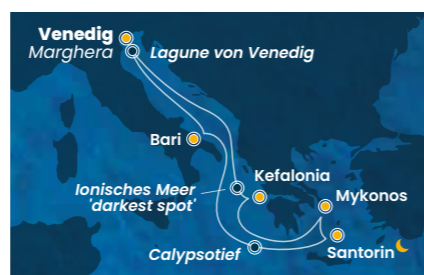 Venedig
Marghera
Lagune von Venedig
Bari
Kefalonia
Ionisches Meer
'darkest spot'
Mykonos
Calypsotief
Santorin